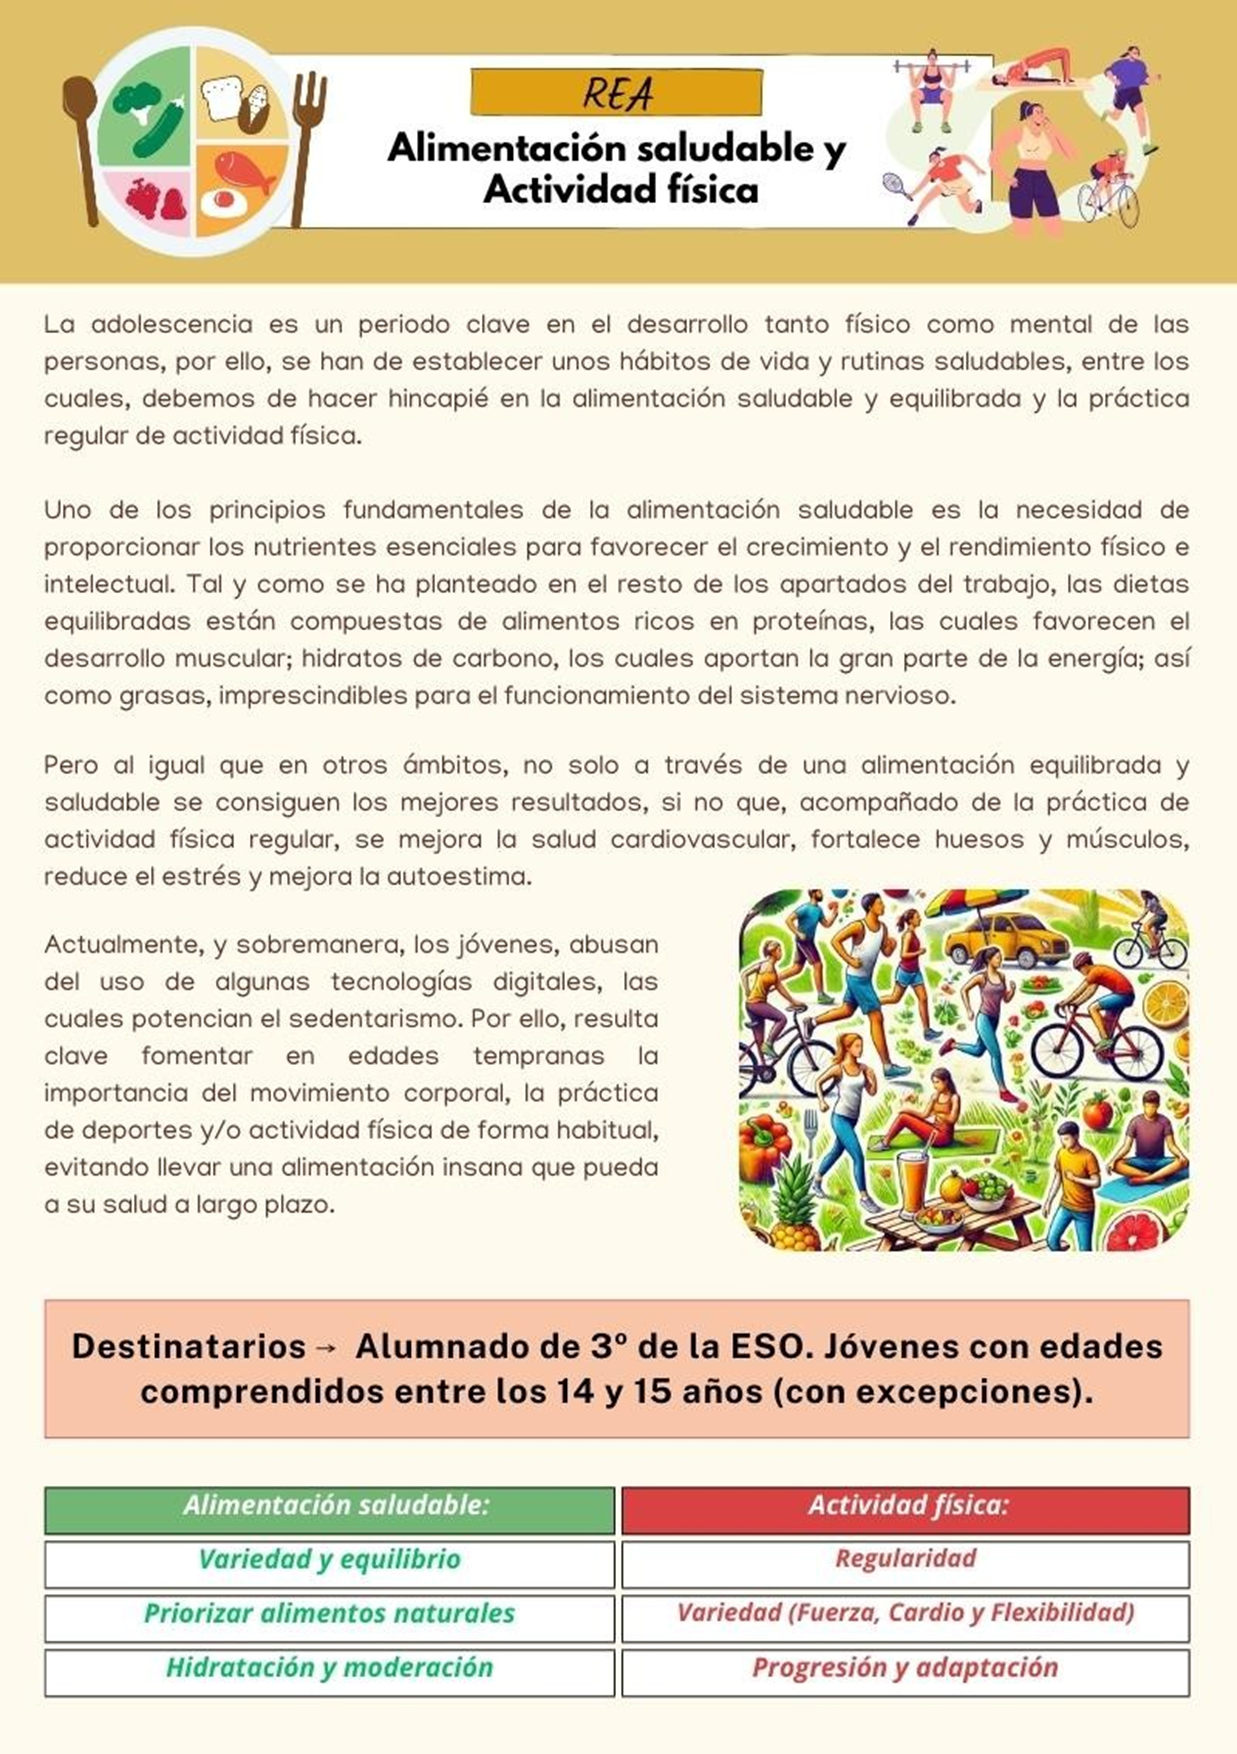 REA
Alimentación saludable y
Actividad física
La adolescencia es un periodo clave en el desarrollo tanto físico como mental de las
personas, por ello, se han de establecer unos hábitos de vida y rutinas saludables, entre los
cuales, debemos de hacer hincapié en la alimentación saludable y equilibrada y la práctica
regular de actividad física.
Uno de los principios fundamentales de la alimentación saludable es la necesidad de
proporcionar los nutrientes esenciales para favorecer el crecimiento y el rendimiento físico e
intelectual. Tal y como se ha planteado en el resto de los apartados del trabajo, las dietas
equilibradas están compuestas de alimentos ricos en proteínas, las cuales favorecen el
desarrollo muscular; hidratos de carbono, los cuales aportan la gran parte de la energía; así
como grasas, imprescindibles para el funcionamiento del sistema nervioso.
Pero al igual que en otros ámbitos, no solo a través de una alimentación equilibrada y
saludable se consiguen los mejores resultados, si no que, acompañado de la práctica de
actividad física regular, se mejora la salud cardiovascular, fortalece huesos y músculos,
reduce el estrés y mejora la autoestima.
Actualmente, y sobremanera, los jóvenes, abusan
del uso de algunas tecnologías digitales, las
cuales potencian el sedentarismo. Por ello, resulta
clave fomentar en edades tempranas la
importancia del movimiento corporal, la práctica
de deportes y/o actividad física de forma habitual,
evitando llevar una alimentación insana que pueda
a su salud a largo plazo.
Destinatarios → Alumnado de 3º de la ESO. Jóvenes con edades
comprendidos entre los 14 y 15 años (con excepciones).
Alimentación saludable: Actividad física:
Variedad y equilibrio Regularidad
Priorizar alimentos naturales Variedad (Fuerza, Cardio y Flexibilidad)
Hidratación y moderación Progresión y adaptación